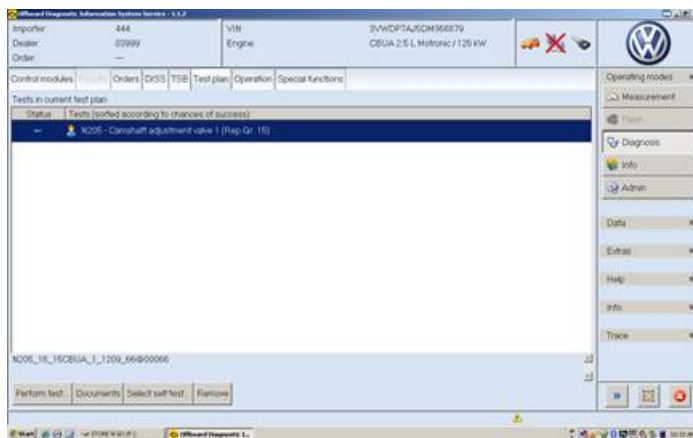 Offboard Diagnostic Information System Service - 1.1.2
Importer: 444 VIN:
Dealer: 03999 Engine: CBUA 2.5 L Motronic / 125 kW
Order: ---
Control modules Results Orders DISS TSB Test plan Operation Special functions
Tests in current test plan
Status Tests (sorted according to chances of success)
--- N205 - Camshaft adjustment valve 1 (Rep.Gr. 15)
Perform test... Documents Select self test... Remove
Operating modes
Measurement
Flash
Diagnosis
Info
Admin
Data
Extras
Help
Info
Trace
Start
Offboard Diagnostic I...